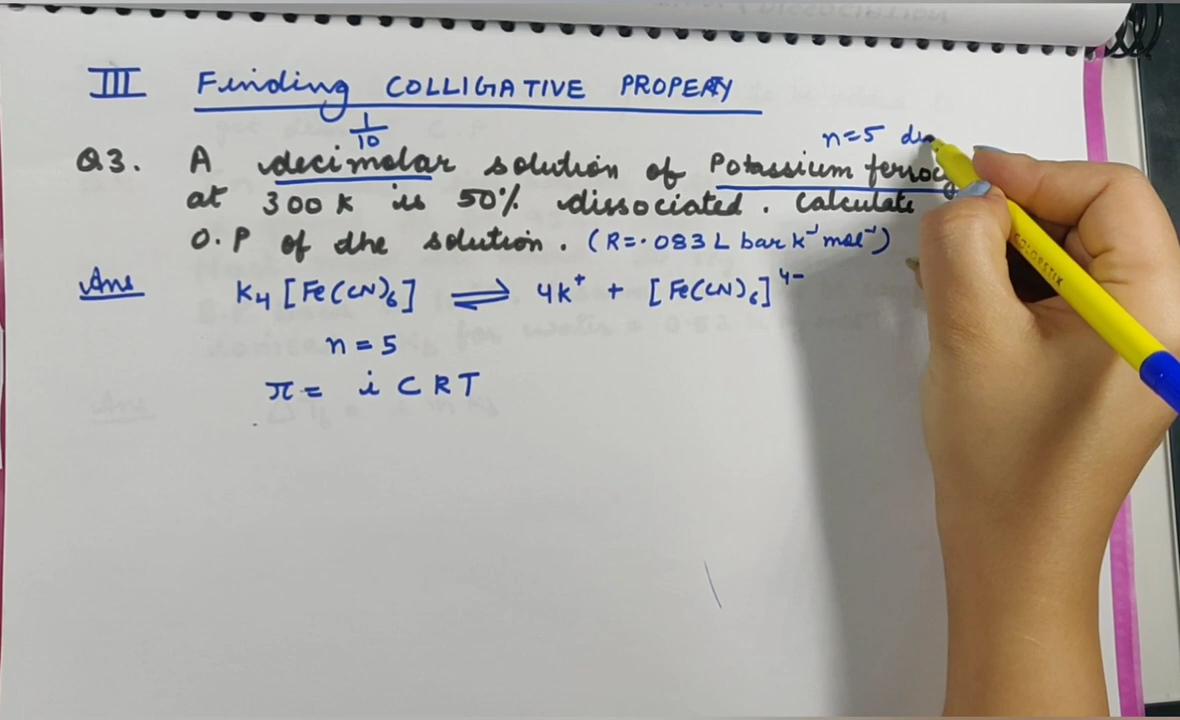 III Finding COLLIGATIVE PROPERTY
1/10
n=5
Q3. A decimolar solution of Potassium
at 300 K is 50% dissociated. Calculate
O.P of the solution. (R=.083 L bar K⁻¹ mol⁻¹)
Ans K₄[Fe(CN)₆] ⇌ 4K⁺ + [Fe(CN)₆]⁴⁻
n = 5
π = i C R T